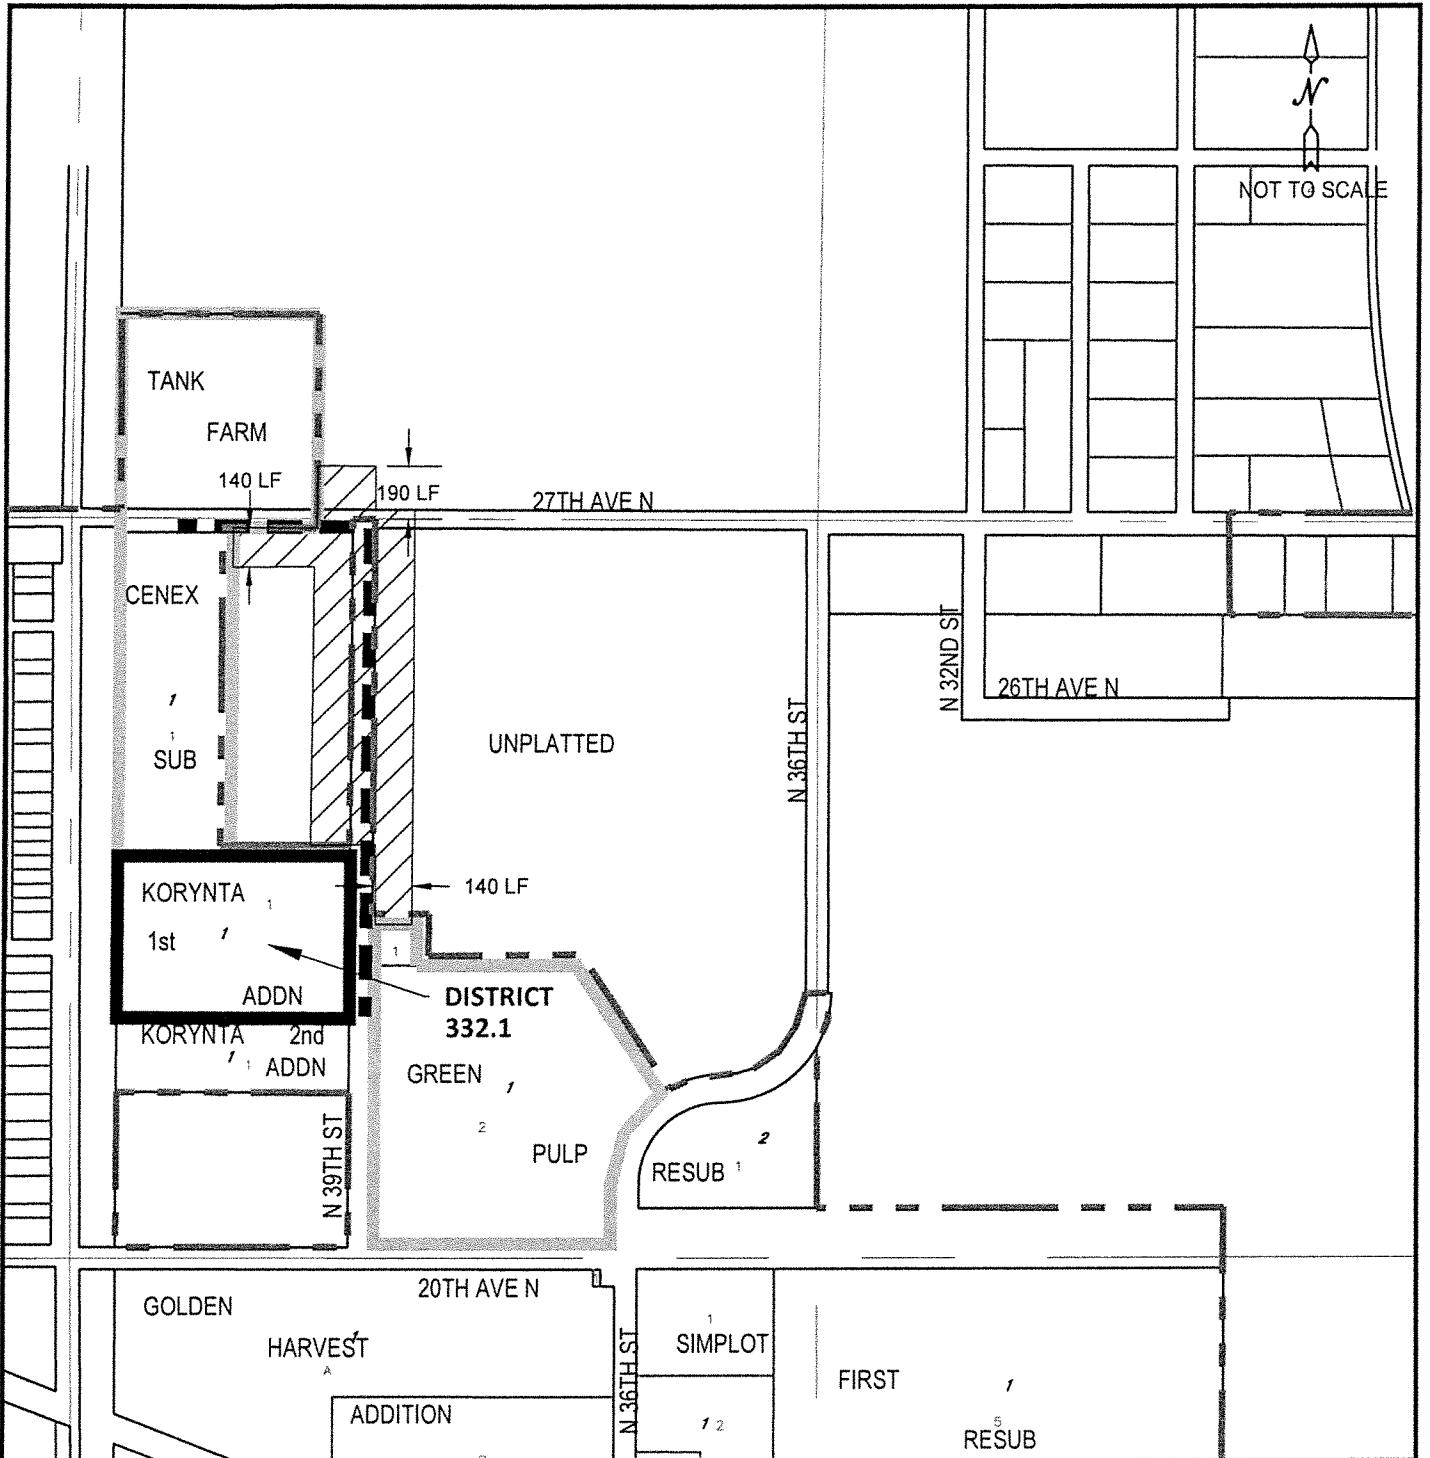 N
NOT TO SCALE
TANK
FARM
140 LF
190 LF
27TH AVE N
CENEX
1
1
SUB
UNPLATTED
N 36TH ST
N 32ND ST
26TH AVE N
KORYNTA
1
1st
1
ADDN
140 LF
1
DISTRICT
332.1
KORYNTA 2nd
1 1
ADDN
GREEN
1
2
PULP
N 39TH ST
2
RESUB 1
20TH AVE N
GOLDEN
HARVEST
1
A
ADDITION
N 36TH ST
1
SIMPLOT
1 2
FIRST
1
5
RESUB